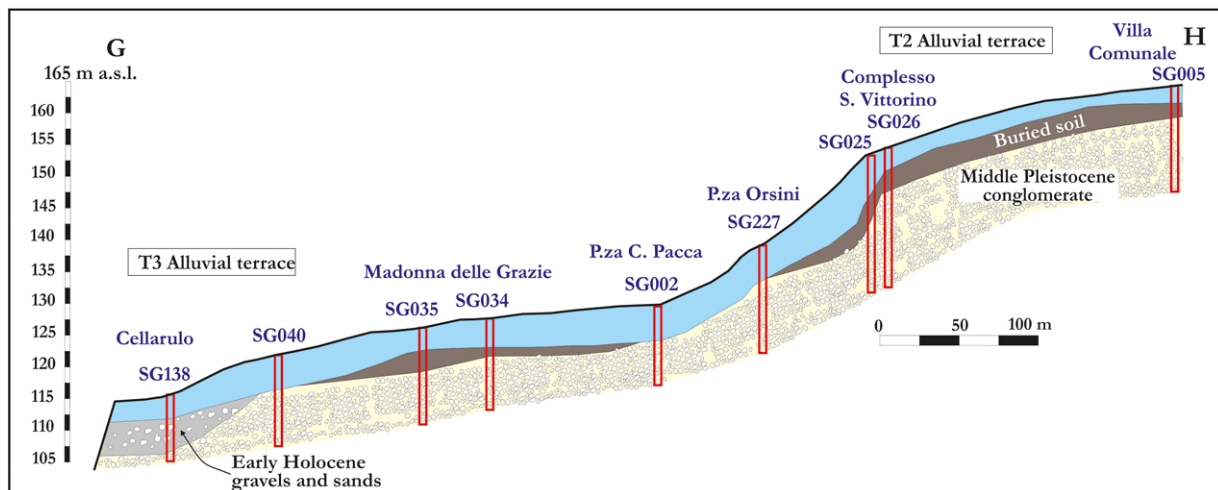 G
H
T2 Alluvial terrace
Villa
Comunale
SG005
165 m a.s.l.
160
155
150
145
140
135
130
125
120
115
110
105
Complesso
S. Vittorino
SG026
SG025
Buried soil
Middle Pleistocene
conglomerate
P.za Orsini
SG227
T3 Alluvial terrace
P.za C. Pacca
SG002
Madonna delle Grazie
SG034
SG035
SG040
Cellarulo
SG138
0 50 100 m
Early Holocene
gravels and sands